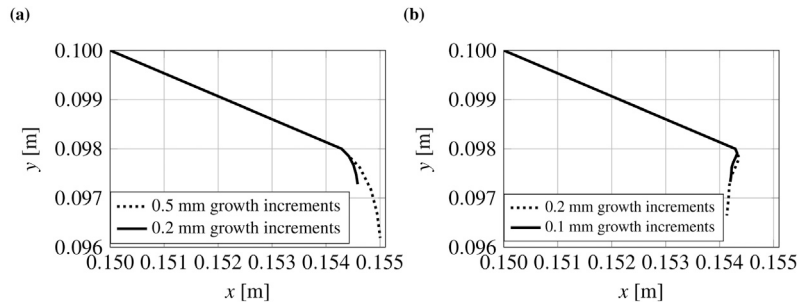 (a)
(b)
0.100
0.099
0.098
0.097
0.096
y [m]
0.5 mm growth increments
0.2 mm growth increments
0.150 0.151 0.152 0.153 0.154 0.155
x [m]
0.100
0.099
0.098
0.097
0.096
y [m]
0.2 mm growth increments
0.1 mm growth increments
0.150 0.151 0.152 0.153 0.154 0.155
x [m]